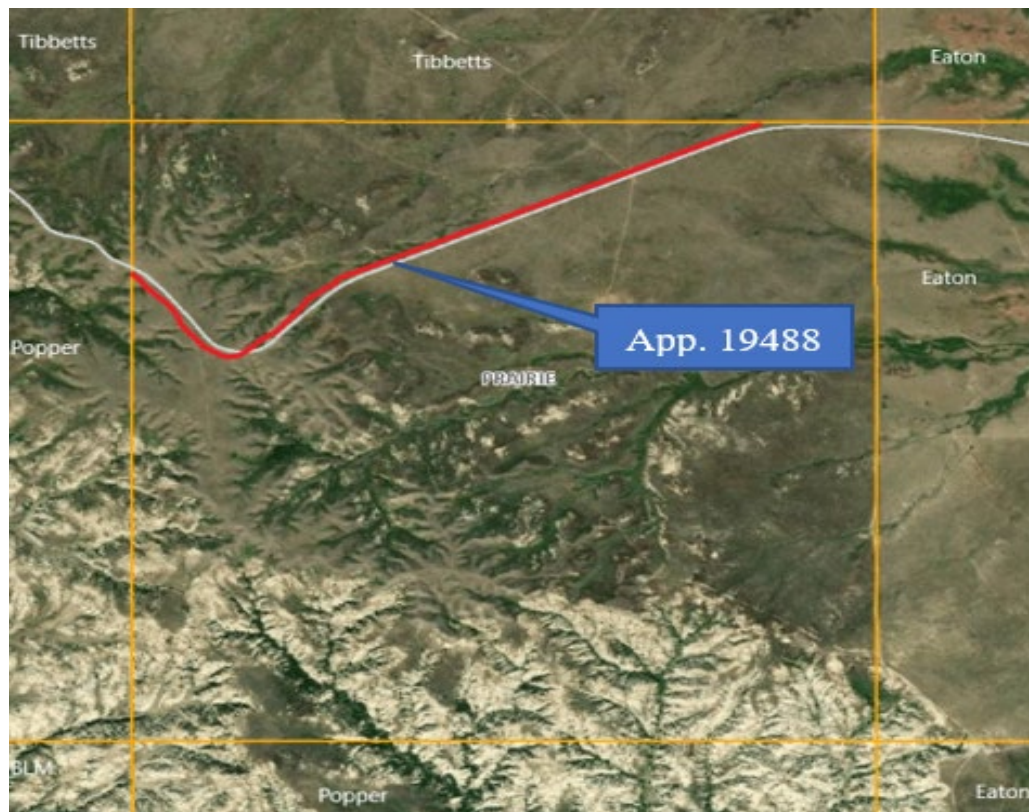 Tibbetts
Tibbetts
Eaton
Eaton
App. 19488
Popper
PRAIRIE
BLM
Popper
Eaton